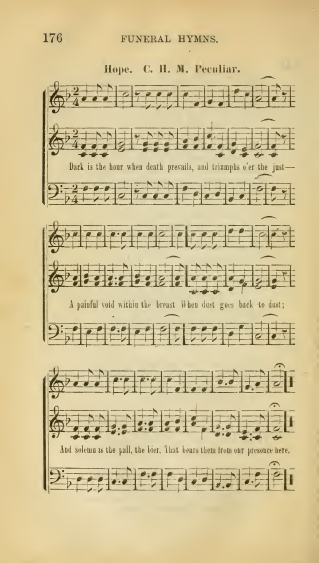 176 FUNERAL HYMNS.
Hope. C. H. M. Peculiar.
Dark is the hour when death prevails, and triumphs o'er the just—
A painful void within the breast When dust goes back to dust;
And solemn is the pall, the bier, That bears them from our presence here.